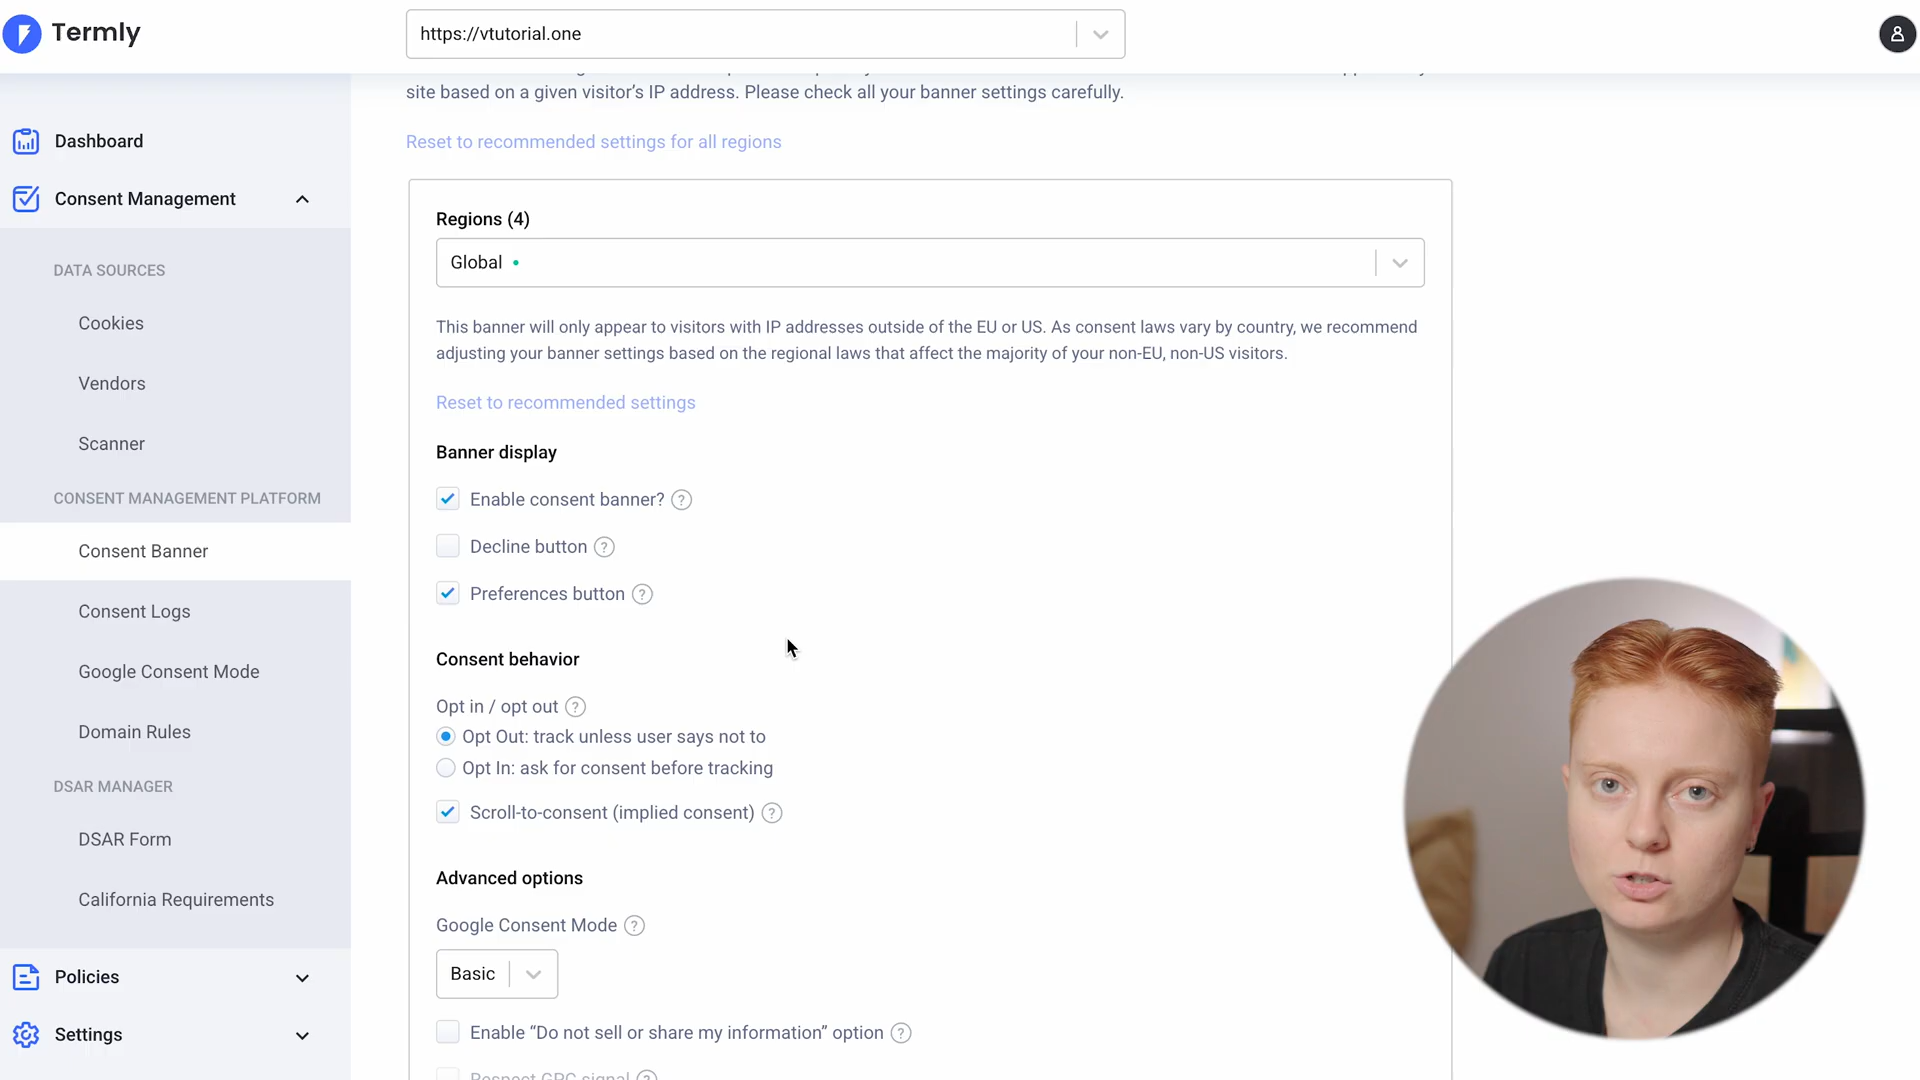 Termly
https://vtutorial.one
site based on a given visitor's IP address. Please check all your banner settings carefully.
Dashboard
Reset to recommended settings for all regions
Consent Management
Regions (4)
Global
DATA SOURCES
Cookies
This banner will only appear to visitors with IP addresses outside of the EU or US. As consent laws vary by country, we recommend
adjusting your banner settings based on the regional laws that affect the majority of your non-EU, non-US visitors.
Vendors
Reset to recommended settings
Scanner
Banner display
CONSENT MANAGEMENT PLATFORM
Enable consent banner? ?
Consent Banner
Decline button ?
Preferences button ?
Consent Logs
Consent behavior
Google Consent Mode
Opt in / opt out ?
Domain Rules
Opt Out: track unless user says not to
Opt In: ask for consent before tracking
DSAR MANAGER
Scroll-to-consent (implied consent) ?
DSAR Form
Advanced options
California Requirements
Google Consent Mode ?
Policies
Basic
Settings
Enable “Do not sell or share my information” option ?
Respect GPC signal ?